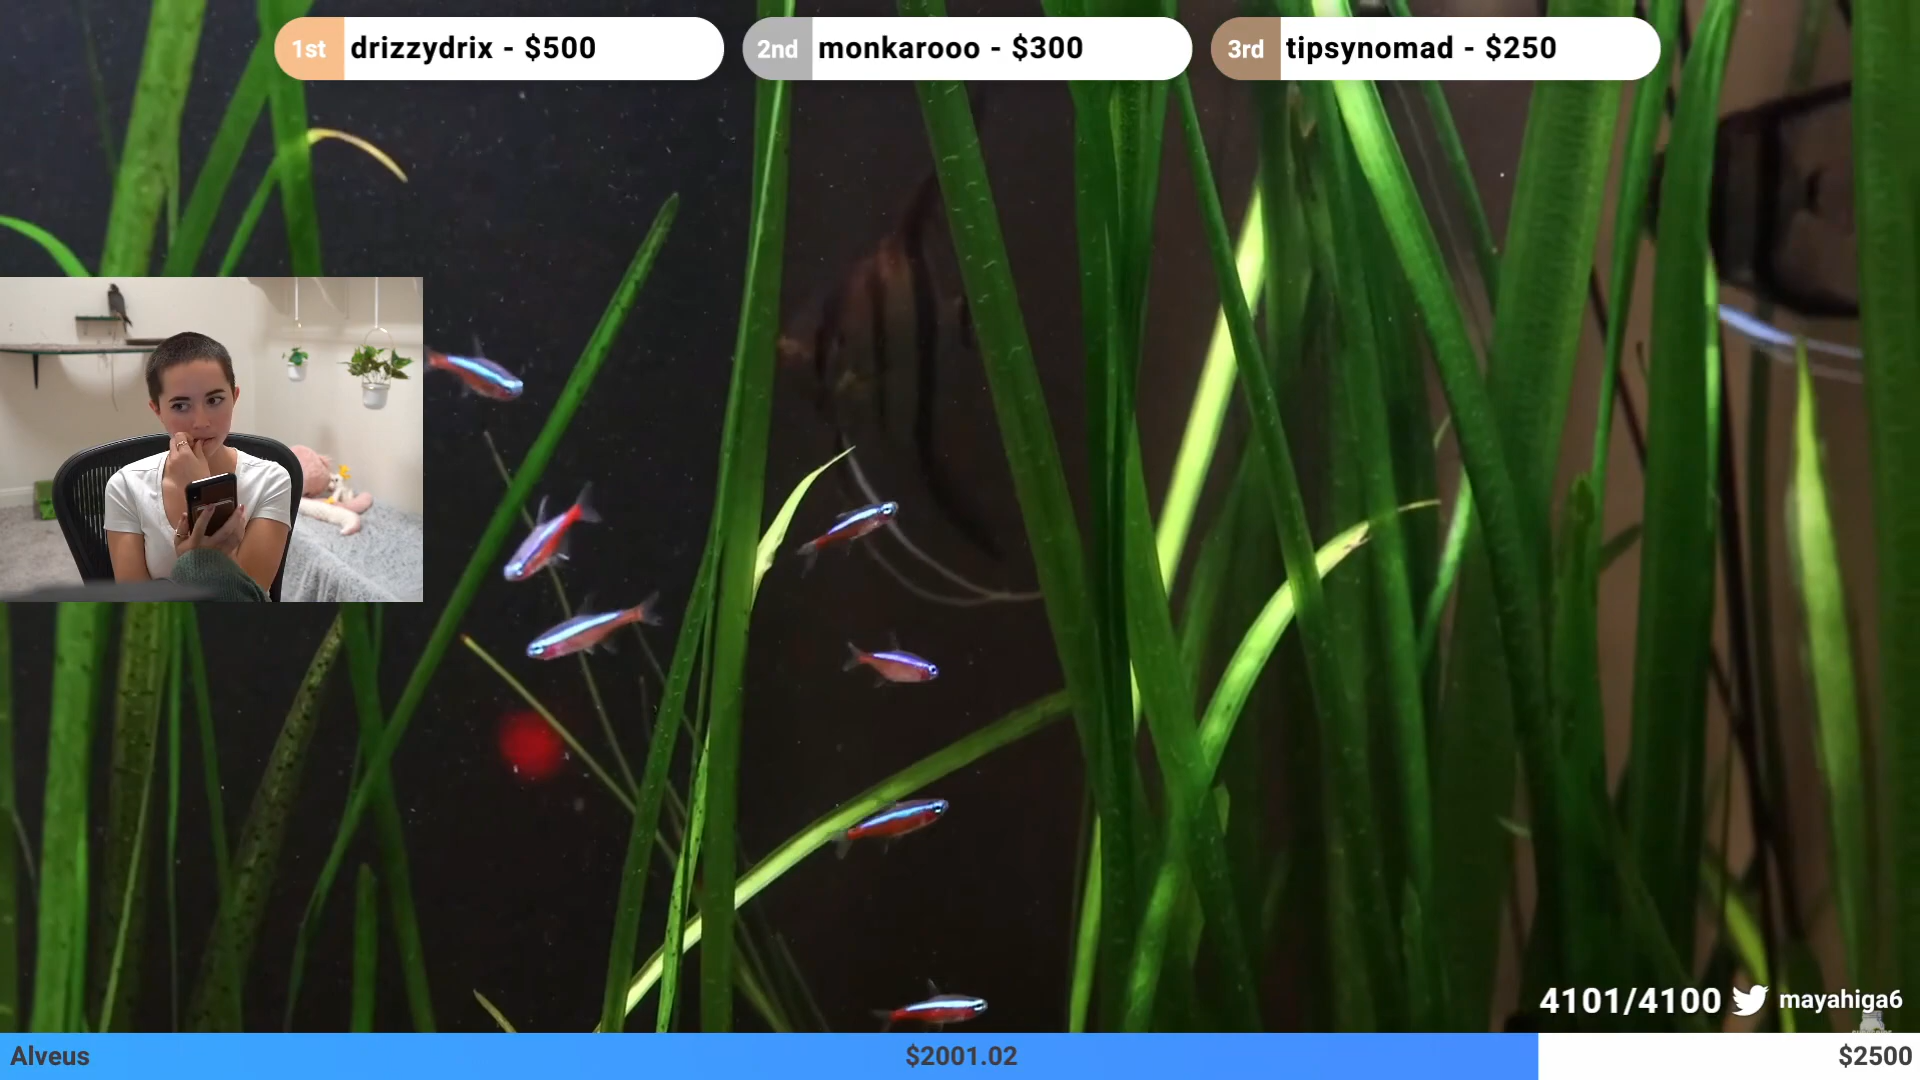 1st drizzydrix - $500
2nd monkarooo - $300
3rd tipsynomad - $250
4101/4100 mayahiga6
Alveus $2001.02 $2500